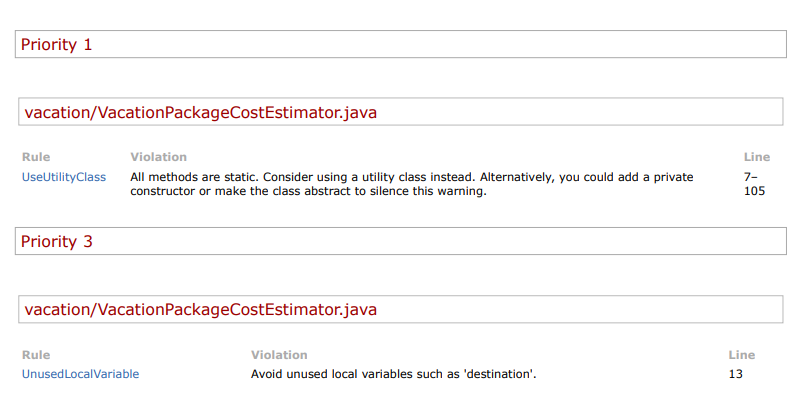 Priority 1
vacation/VacationPackageCostEstimator.java
Rule Violation Line
UseUtilityClass All methods are static. Consider using a utility class instead. Alternatively, you could add a private 7–
constructor or make the class abstract to silence this warning. 105
Priority 3
vacation/VacationPackageCostEstimator.java
Rule Violation Line
UnusedLocalVariable Avoid unused local variables such as 'destination'. 13